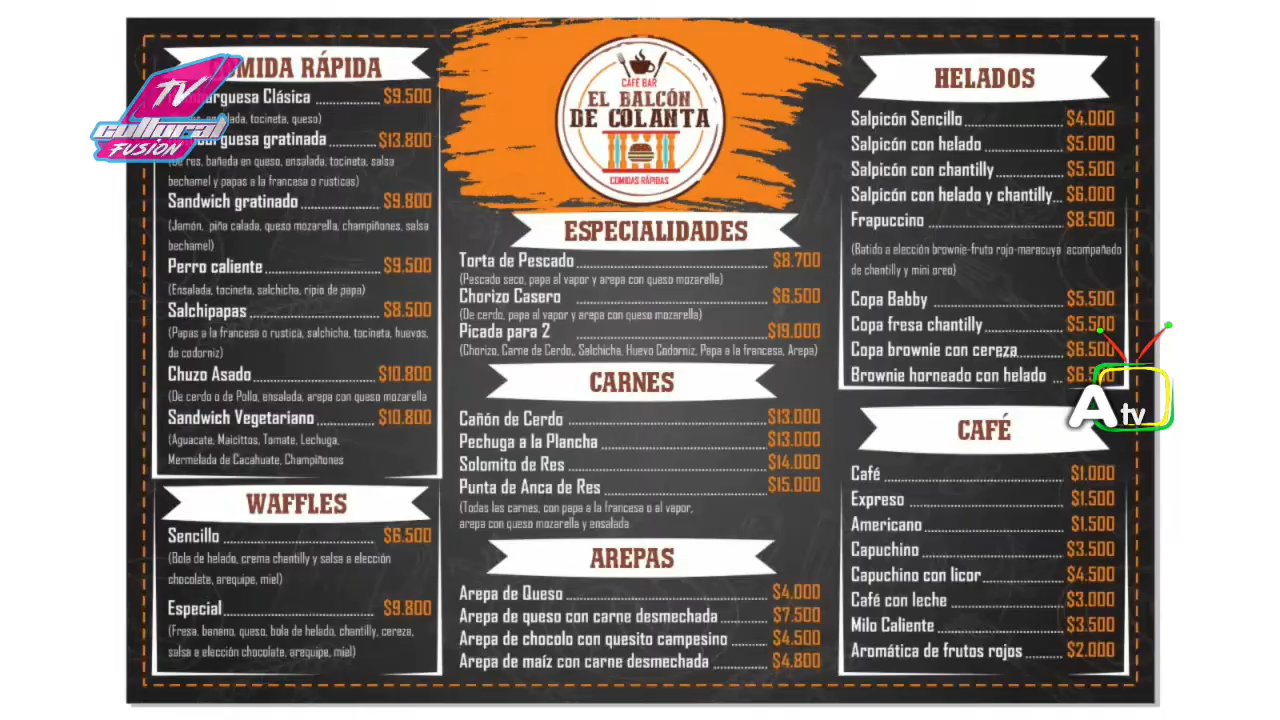 TV
cultural
FUSION
MIDA RÁPIDA
Hamburguesa Clásica $9.500
ensalada, tocineta, queso)
Hamburguesa gratinada $13.800
(De res, bañada en queso, ensalada, tocineta, salsa
bechamel y papas a la francesa o rusticas)
Sandwich gratinado $9.800
(Jamón, piña calada, queso mozarella, champiñones, salsa
bechamel)
Perro caliente $9.500
(Ensalada, tocineta, salchicha, ripio de papa)
Salchipapas $8.500
(Papas a la francesa o rustica, salchicha, tocineta, huevos,
de codorniz)
Chuzo Asado $10.800
(De cerdo o de Pollo, ensalada, arepa con queso mozarella
Sandwich Vegetariano $10.800
(Aguacate, Maicittos, Tomate, Lechuga,
Mermelada de Cacahuate, Champiñones
WAFFLES
Sencillo $6.500
(Bola de helado, crema chantilly y salsa a elección
chocolate, arequipe, miel)
Especial $9.800
(Fresa, banano, queso, bola de helado, chantilly, cereza,
salsa a elección chocolate, arequipe, miel)
CAFÉ BAR
EL BALCÓN
DE COLANTA
COMIDAS RÁPIDAS
ESPECIALIDADES
Torta de Pescado $8.700
(Pescado seco, papa al vapor y arepa con queso mozarella)
Chorizo Casero $6.500
(De cerdo, papa al vapor y arepa con queso mozarella)
Picada para 2 $19.000
(Chorizo, Carne de Cerdo,, Salchicha, Huevo Codorniz, Papa a la francesa, Arepa)
CARNES
Cañón de Cerdo $13.000
Pechuga a la Plancha $13.000
Solomito de Res $14.000
Punta de Anca de Res $15.000
(Todas las carnes, con papa a la francesa o al vapor,
arepa con queso mozarella y ensalada
AREPAS
Arepa de Queso $4.000
Arepa de queso con carne desmechada $7.500
Arepa de chocolo con quesito campesino $4.500
Arepa de maíz con carne desmechada $4.800
HELADOS
Salpicón Sencillo $4.000
Salpicón con helado $5.000
Salpicón con chantilly $5.500
Salpicón con helado y chantilly $6.000
Frapuccino $8.500
(Batido a elección brownie-fruto rojo-maracuya acompañado
de chantilly y mini oreo)
Copa Babby $5.500
Copa fresa chantilly $5.500
Copa brownie con cereza $6.500
Brownie horneado con helado
A tv
CAFÉ
Café $1.000
Expreso $1.500
Americano $1.500
Capuchino $3.500
Capuchino con licor $4.500
Café con leche $3.000
Milo Caliente $3.500
Aromática de frutos rojos $2.000